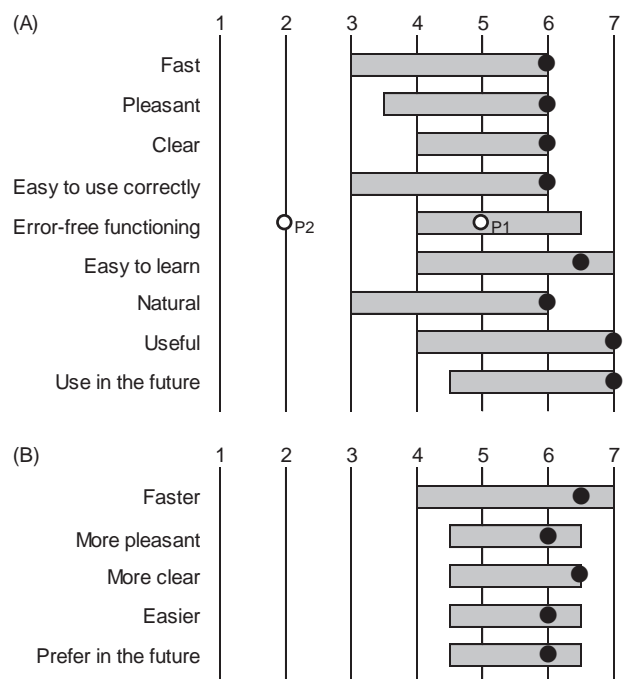 (A) 1 2 3 4 5 6 7
Fast
Pleasant
Clear
Easy to use correctly
Error-free functioning P2 P1
Easy to learn
Natural
Useful
Use in the future
(B) 1 2 3 4 5 6 7
Faster
More pleasant
More clear
Easier
Prefer in the future